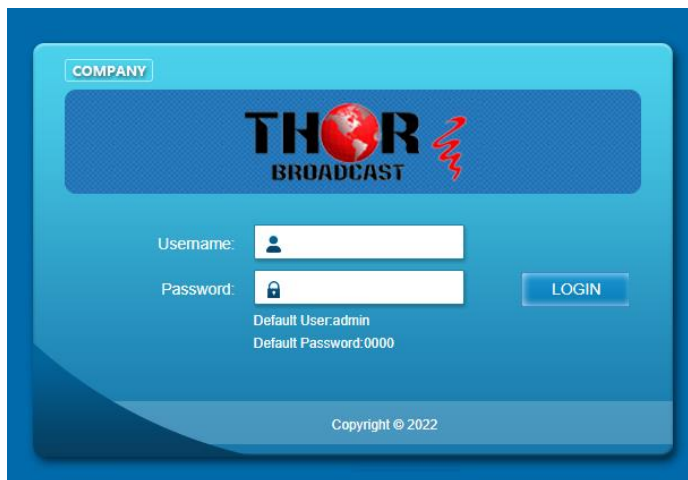 COMPANY
THOR
BROADCAST
Username:
Password:
LOGIN
Default User:admin
Default Password:0000
Copyright © 2022